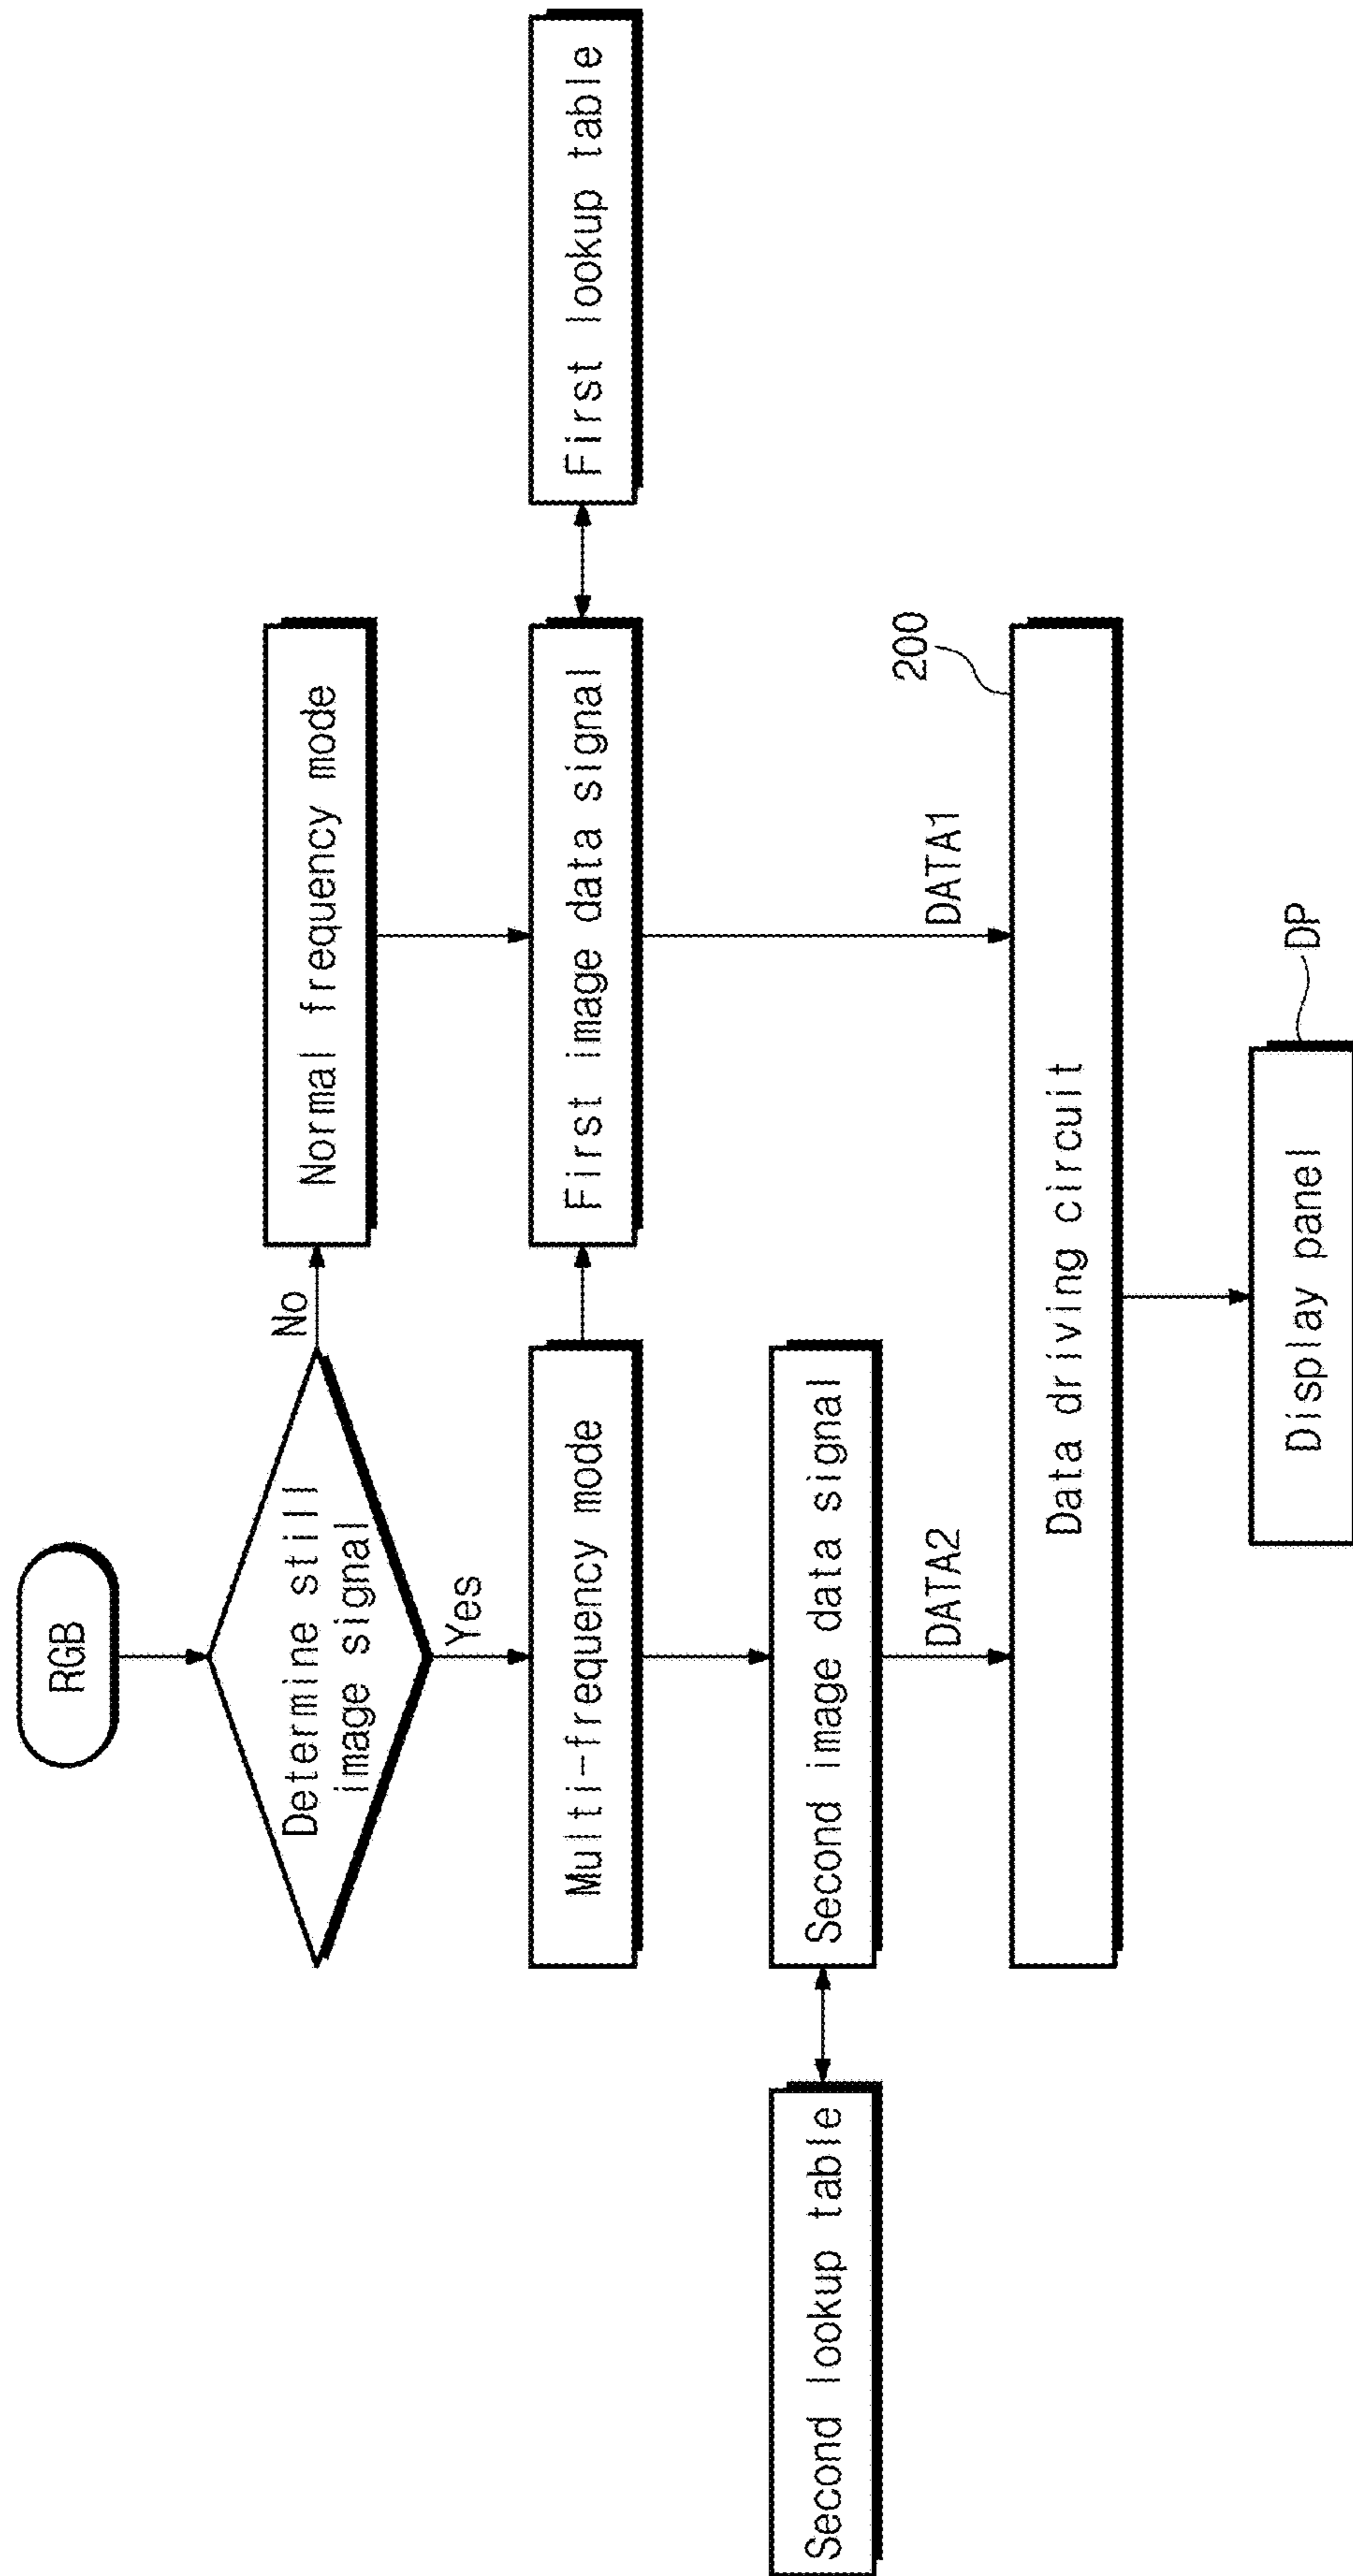 RGB
Determine still
image signal
No
Normal frequency mode
Yes
Multi-frequency mode
First image data signal
First lookup table
Second lookup table
Second image data signal
DATA2
DATA1
200
Data driving circuit
Display panel
DP